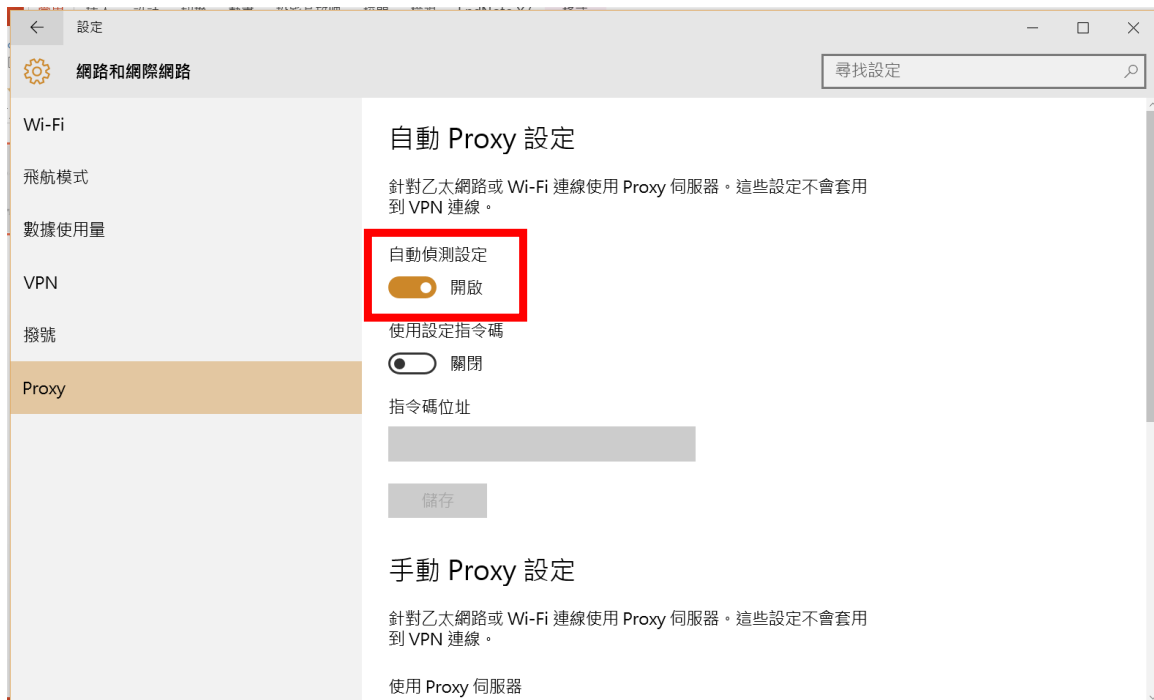 設定
網路和網際網路
尋找設定
Wi-Fi
飛航模式
數據使用量
VPN
撥號
Proxy
自動 Proxy 設定
針對乙太網路或 Wi-Fi 連線使用 Proxy 伺服器。這些設定不會套用
到 VPN 連線。
自動偵測設定
開啟
使用設定指令碼
關閉
指令碼位址
儲存
手動 Proxy 設定
針對乙太網路或 Wi-Fi 連線使用 Proxy 伺服器。這些設定不會套用
到 VPN 連線。
使用 Proxy 伺服器